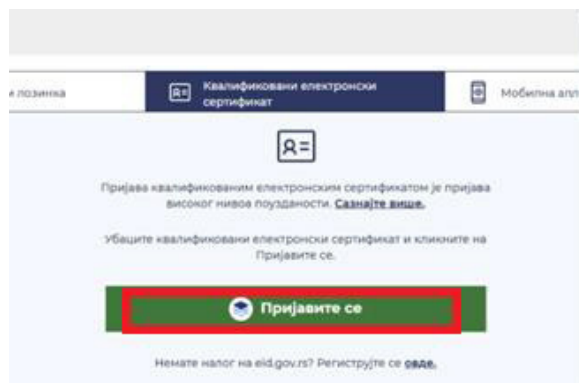 и лозинка
Квалификовани електронски
сертификат
Мобилна апл
Пријава квалификованим електронским сертификатом је пријава
високог нивоа поузданости. Сазнајте више.
Убаците квалификовани електронски сертификат и кликните на
Пријавите се.
Пријавите се
Немате налог на eid.gov.rs? Региструјте се овде.